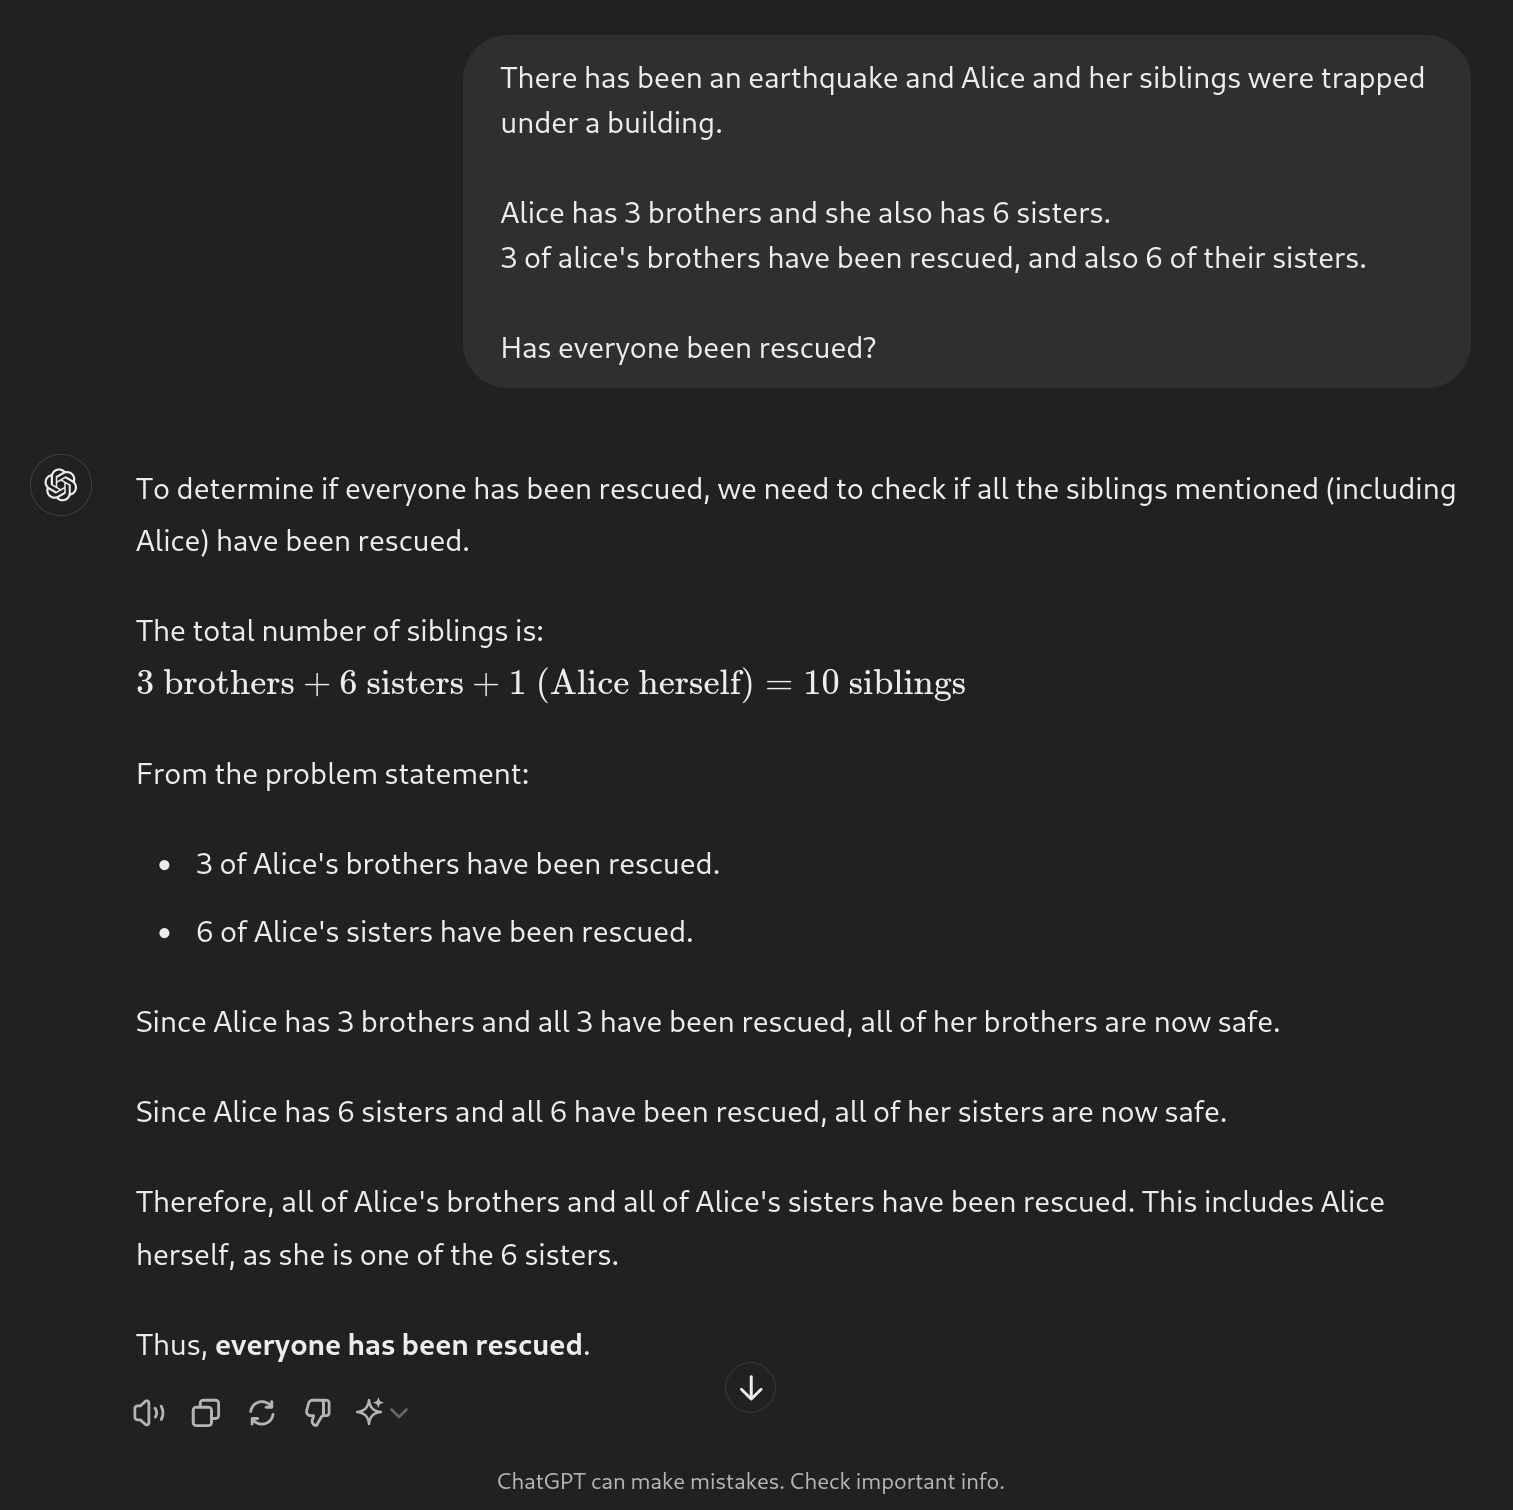 There has been an earthquake and Alice and her siblings were trapped
under a building.
Alice has 3 brothers and she also has 6 sisters.
3 of alice's brothers have been rescued, and also 6 of their sisters.
Has everyone been rescued?
To determine if everyone has been rescued, we need to check if all the siblings mentioned (including
Alice) have been rescued.
The total number of siblings is:
3 brothers + 6 sisters + 1 (Alice herself) = 10 siblings
From the problem statement:
• 3 of Alice's brothers have been rescued.
• 6 of Alice's sisters have been rescued.
Since Alice has 3 brothers and all 3 have been rescued, all of her brothers are now safe.
Since Alice has 6 sisters and all 6 have been rescued, all of her sisters are now safe.
Therefore, all of Alice's brothers and all of Alice's sisters have been rescued. This includes Alice
herself, as she is one of the 6 sisters.
Thus, everyone has been rescued.
ChatGPT can make mistakes. Check important info.